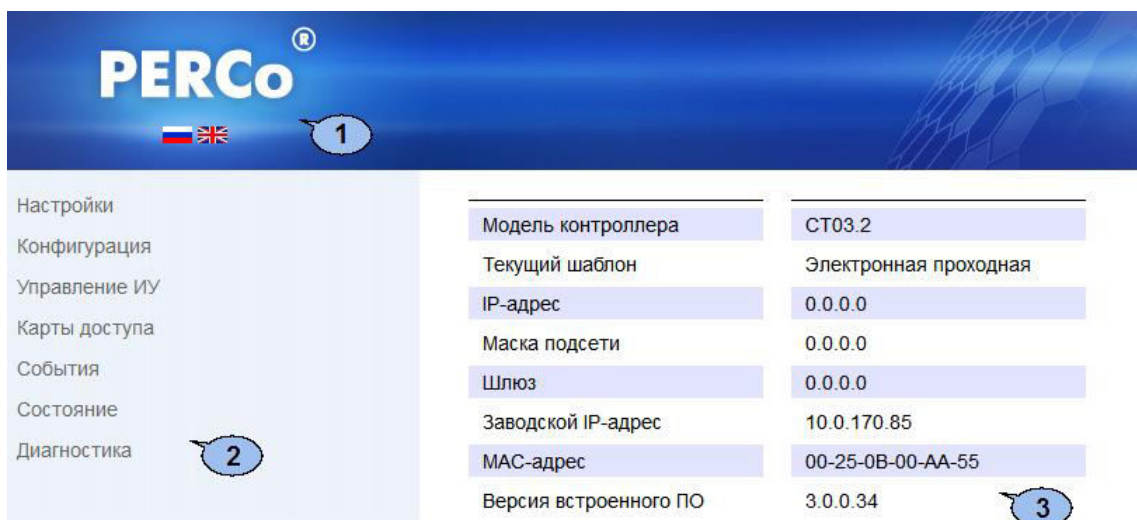 PERCo®
1
Настройки
Конфигурация
Управление ИУ
Карты доступа
События
Состояние
Диагностика
2
Модель контроллера CT03.2
Текущий шаблон Электронная проходная
IP-адрес 0.0.0.0
Маска подсети 0.0.0.0
Шлюз 0.0.0.0
Заводской IP-адрес 10.0.170.85
MAC-адрес 00-25-0B-00-AA-55
Версия встроенного ПО 3.0.0.34
3